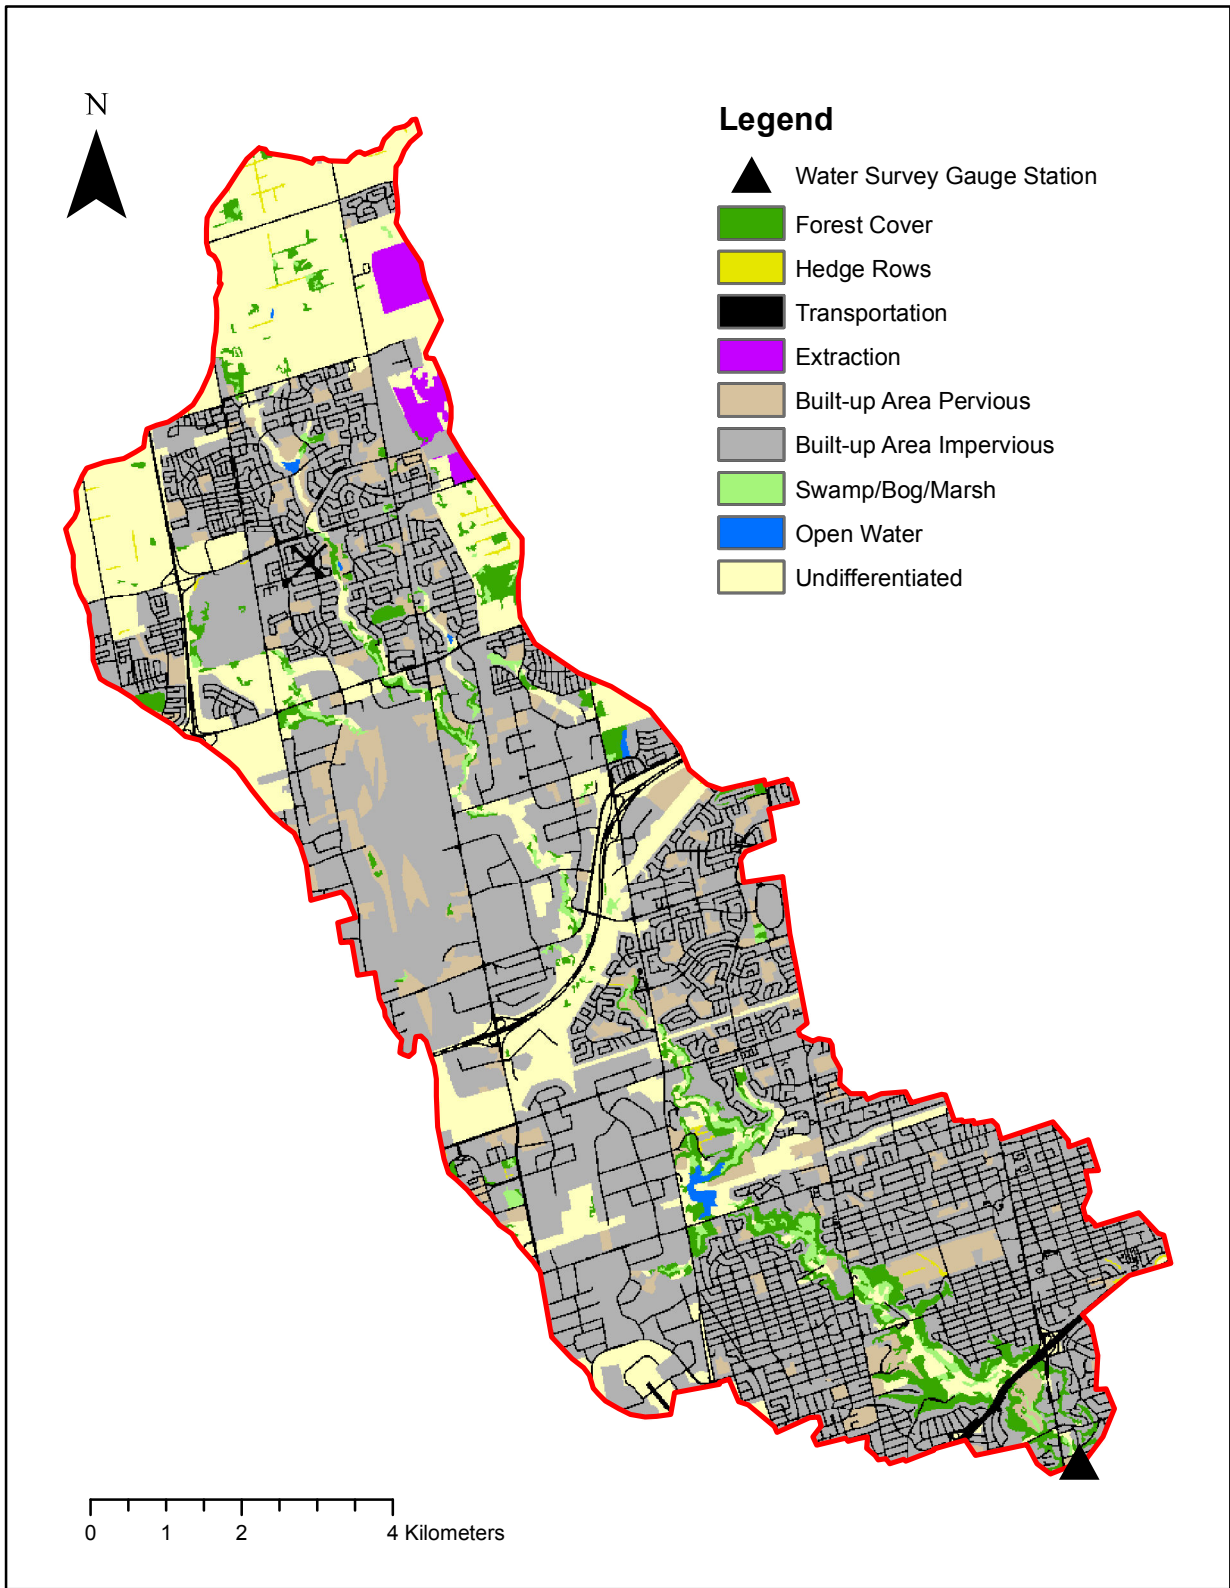 N
Legend
Water Survey Gauge Station
Forest Cover
Hedge Rows
Transportation
Extraction
Built-up Area Pervious
Built-up Area Impervious
Swamp/Bog/Marsh
Open Water
Undifferentiated
0 1 2 4 Kilometers